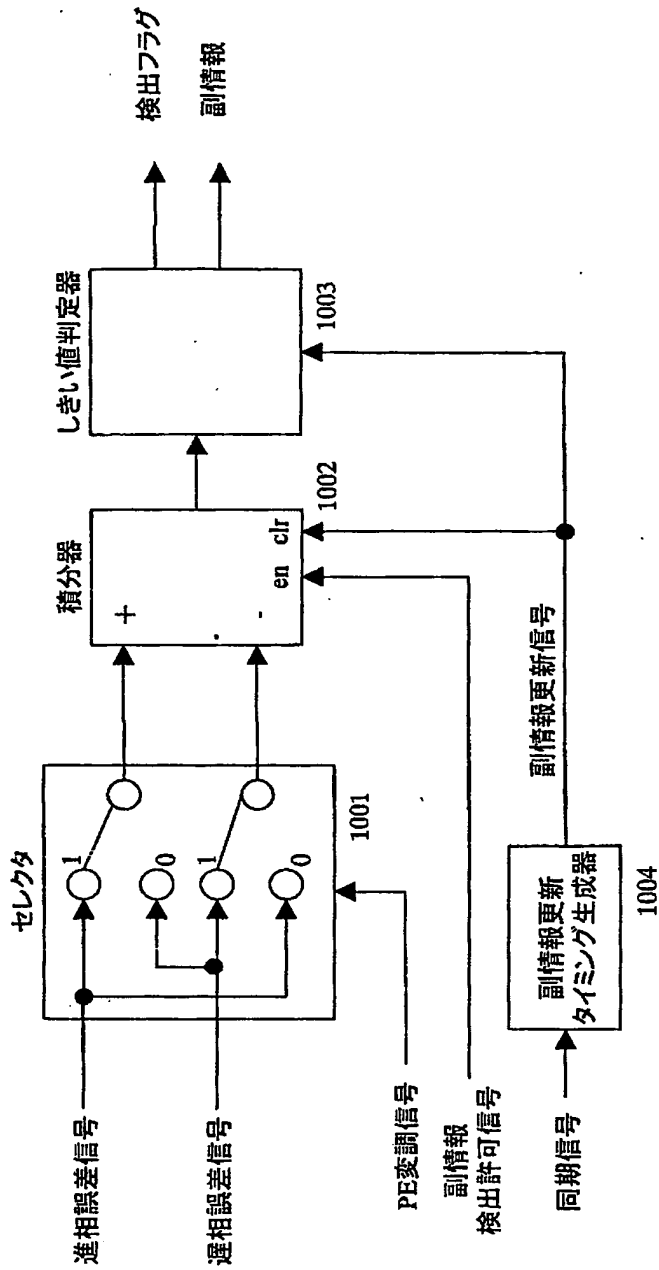 セレクタ
積分器
しきい値判定器
進相誤差信号
遅相誤差信号
1
0
1
0
1001
+
-
en
clr
1002
1003
検出フラグ
副情報
PE変調信号
副情報
検出許可信号
同期信号
副情報更新
タイミング生成器
1004
副情報更新信号